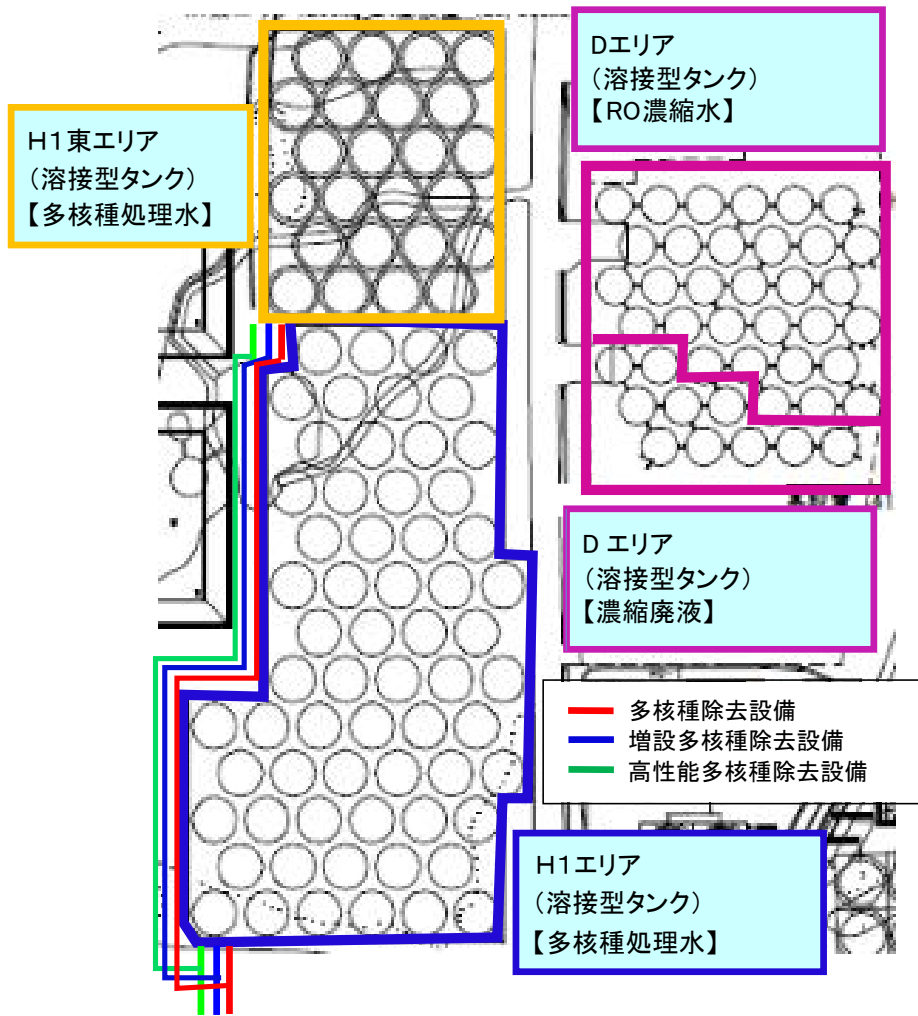 Dエリア
（溶接型タンク）
【RO濃縮水】
H1東エリア
（溶接型タンク）
【多核種処理水】
D エリア
（溶接型タンク）
【濃縮廃液】
多核種除去設備
増設多核種除去設備
高性能多核種除去設備
H1エリア
（溶接型タンク）
【多核種処理水】